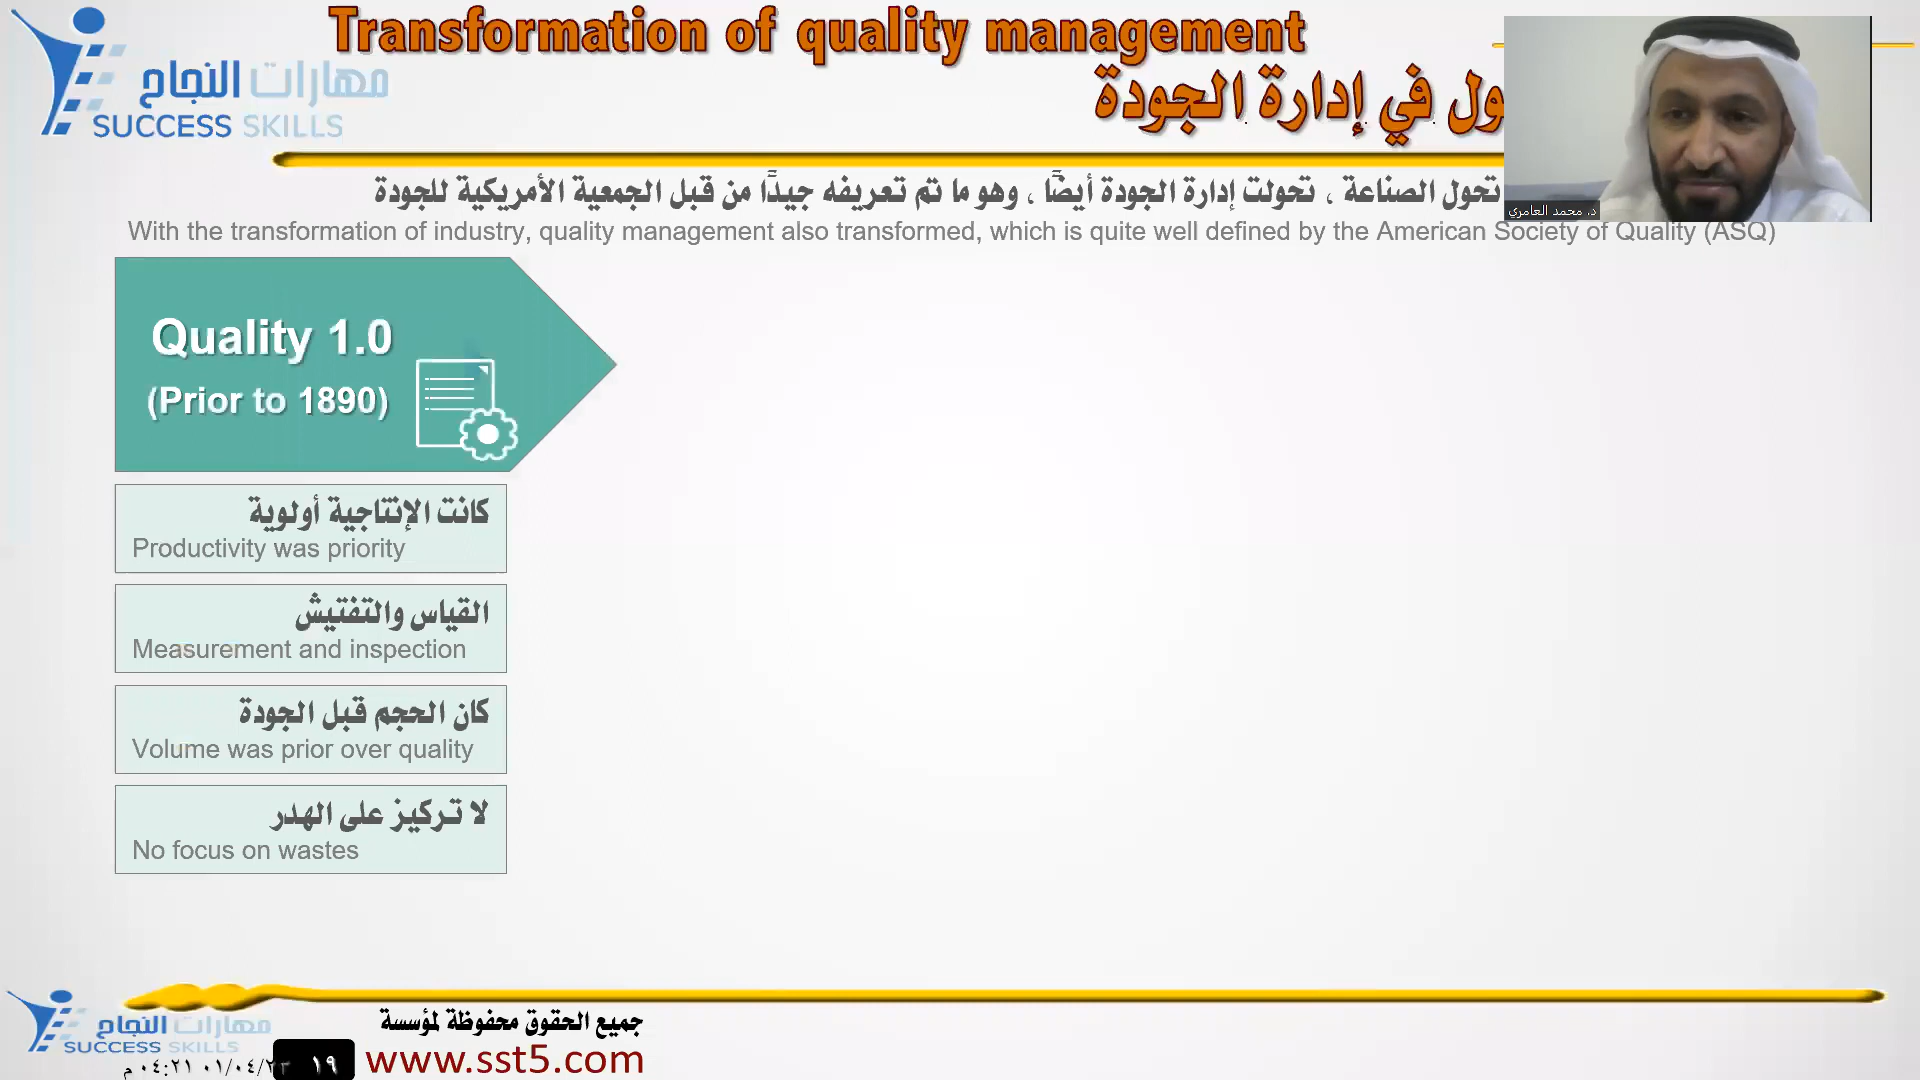 Transformation of quality management
ول في إدارة الجودة
مهارات النجاح
SUCCESS SKILLS
د. محمد العامري
تحول الصناعة ، تحولت إدارة الجودة أيضًا ، وهو ما تم تعريفه جيدًا من قبل الجمعية الأمريكية للجودة
With the transformation of industry, quality management also transformed, which is quite well defined by the American Society of Quality (ASQ)
Quality 1.0
(Prior to 1890)
كانت الإنتاجية أولوية
Productivity was priority
القياس والتفتيش
Measurement and inspection
كان الحجم قبل الجودة
Volume was prior over quality
لا تركيز على الهدر
No focus on wastes
مهارات النجاح
SUCCESS SKILLS
جميع الحقوق محفوظة لمؤسسة
www.sst5.com
١٩
٠١/٠٤/٢٣ ٠٤:٢١ م